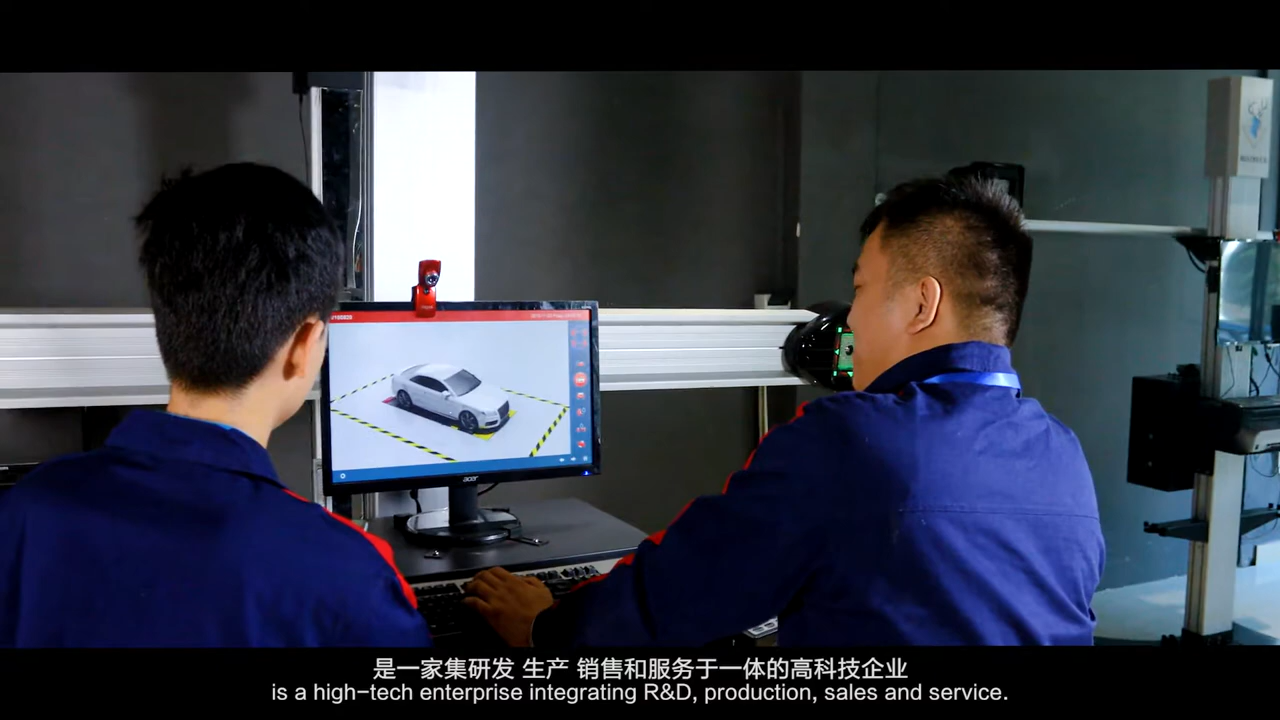 acer
是一家集研发 生产 销售和服务于一体的高科技企业
is a high-tech enterprise integrating R&D, production, sales and service.